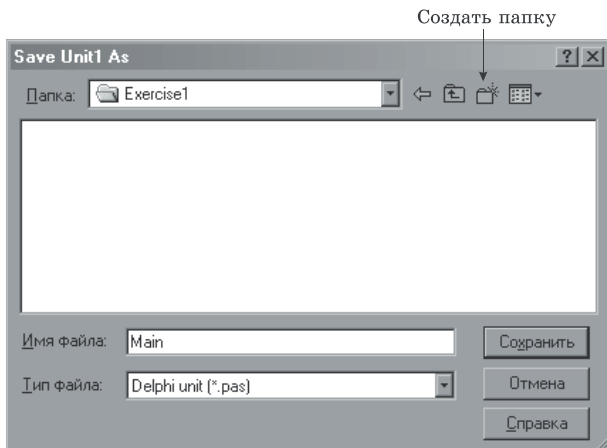 Создать папку
Save Unit1 As
Папка: Exercise1
Имя файла: Main Сохранить
Тип файла: Delphi unit (*.pas) Отмена
Справка